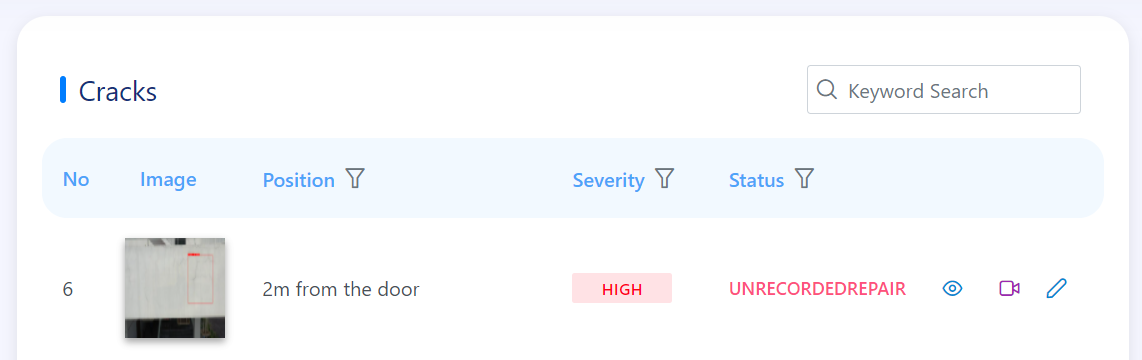 Cracks
Keyword Search
No Image Position Severity Status
6 2m from the door HIGH UNRECORDEDREPAIR